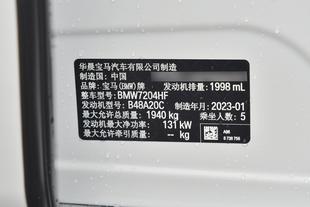 华晨宝马汽车有限公司制造
制造国：中国
品牌：宝马(BMW)牌 发动机排量：1998 mL
整车型号：BMW7204HF
发动机型号：B48A20C 制造年月：2023-01
最大允许总质量：1940 kg 乘坐人数：5
发动机最大净功率：131 kW
最大允许牵引质量：-- kg
A96